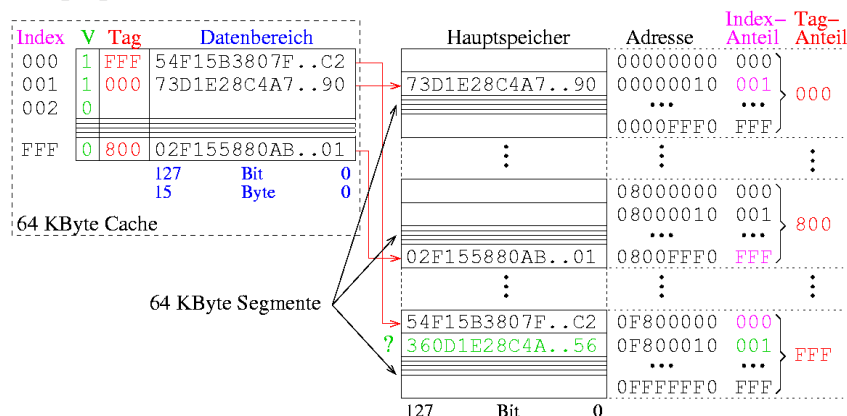 Index V Tag Datenbereich
000 1 FFF 54F15B3807F..C2
001 1 000 73D1E28C4A7..90
002 0
FFF 0 800 02F155880AB..01
127 Bit 0
15 Byte 0
64 KByte Cache
64 KByte Segmente
Hauptspeicher Adresse Index– Anteil Tag– Anteil
00000000 000
73D1E28C4A7..90 00000010 001
... ...
000
0000FFF0 FFF
08000000 000
08000010 001
... ...
800
02F155880AB..01 0800FFF0 FFF
54F15B3807F..C2 0F800000 000
? 360D1E28C4A..56 0F800010 001
... ...
FFF
0FFFFFF0 FFF
127 Bit 0